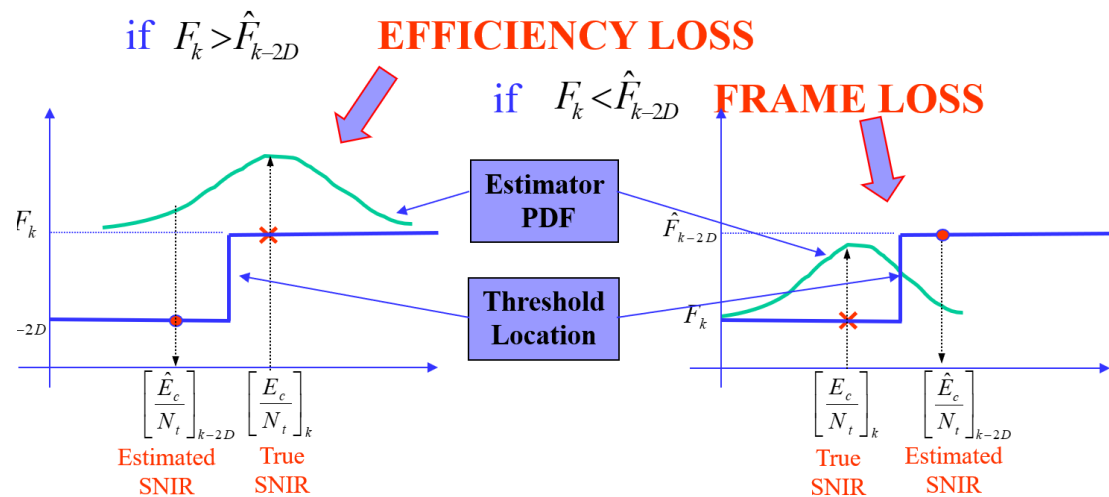 if F_k > F̂_{k-2D} EFFICIENCY LOSS
if F_k < F̂_{k-2D} FRAME LOSS
Estimator
PDF
F_k
F̂_{k-2D}
Threshold
Location
-2D
F_k
[Ê_c / N_t]_{k-2D} [E_c / N_t]_k [E_c / N_t]_k [Ê_c / N_t]_{k-2D}
Estimated True True Estimated
SNIR SNIR SNIR SNIR